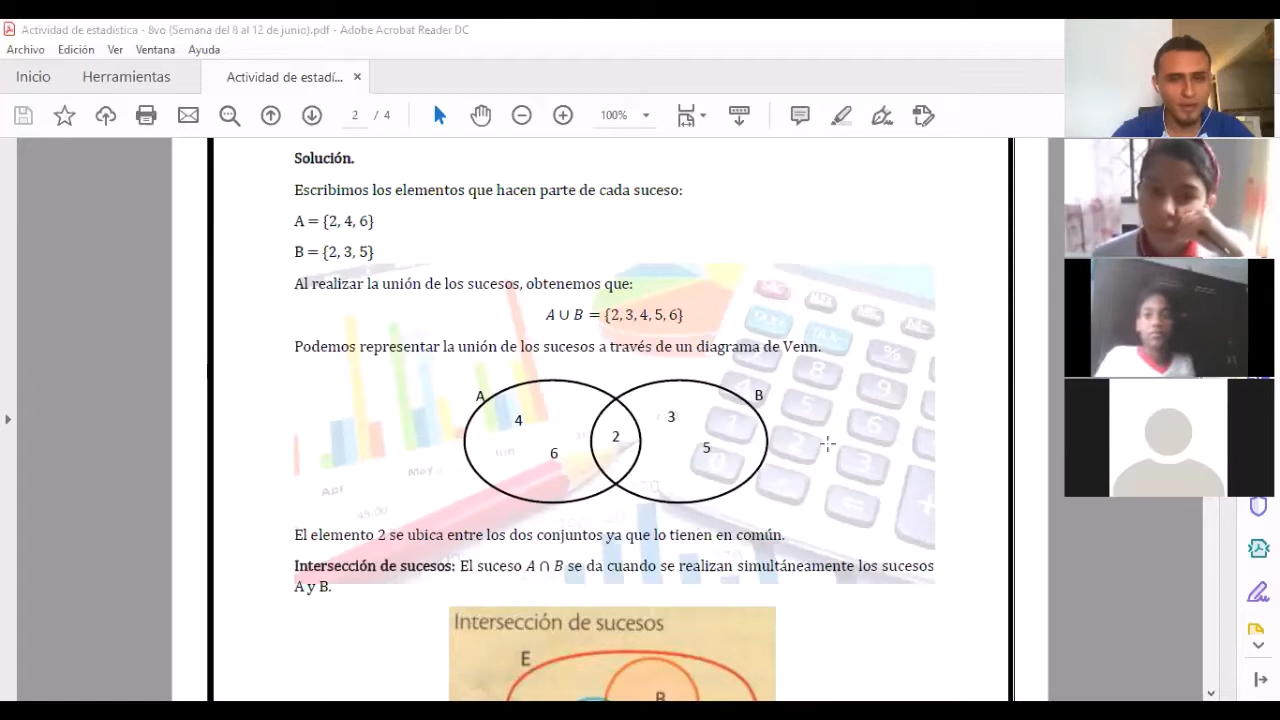 Actividad de estadística - 8vo (Semana del 8 al 12 de junio).pdf - Adobe Acrobat Reader DC
Archivo Edición Ver Ventana Ayuda
Inicio Herramientas Actividad de estadí... ×
2 / 4 100%
Solución.
Escribimos los elementos que hacen parte de cada suceso:
A = {2, 4, 6}
B = {2, 3, 5}
Al realizar la unión de los sucesos, obtenemos que:
A ∪ B = {2, 3, 4, 5, 6}
Podemos representar la unión de los sucesos a través de un diagrama de Venn.
A B
4 3
2
6 5
El elemento 2 se ubica entre los dos conjuntos ya que lo tienen en común.
Intersección de sucesos: El suceso A ∩ B se da cuando se realizan simultáneamente los sucesos
A y B.
Intersección de sucesos
E
B